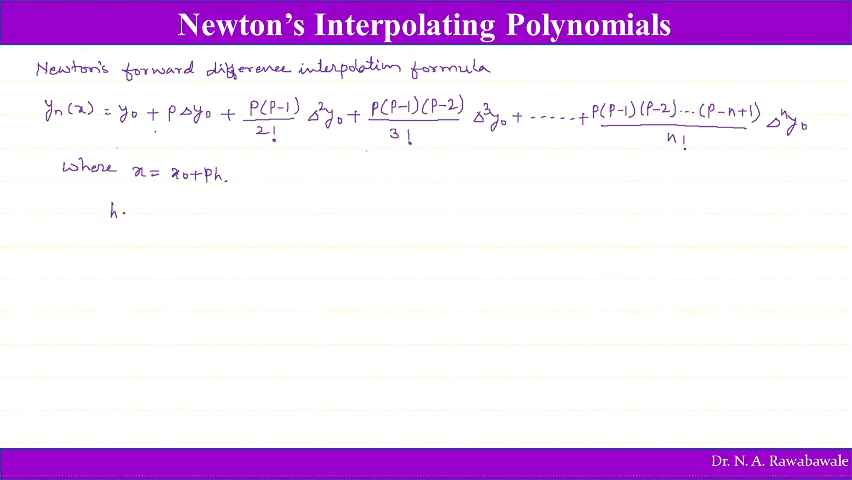 Newton's Interpolating Polynomials
Newton's forward difference interpolation formula
yₙ(x) = y₀ + pΔy₀ + p(p-1)/2! Δ²y₀ + p(p-1)(p-2)/3! Δ³y₀ + ..... + p(p-1)(p-2)...(p-n+1)/n! Δⁿy₀
where x = x₀+ph.
h.
Dr. N. A. Rawabawale